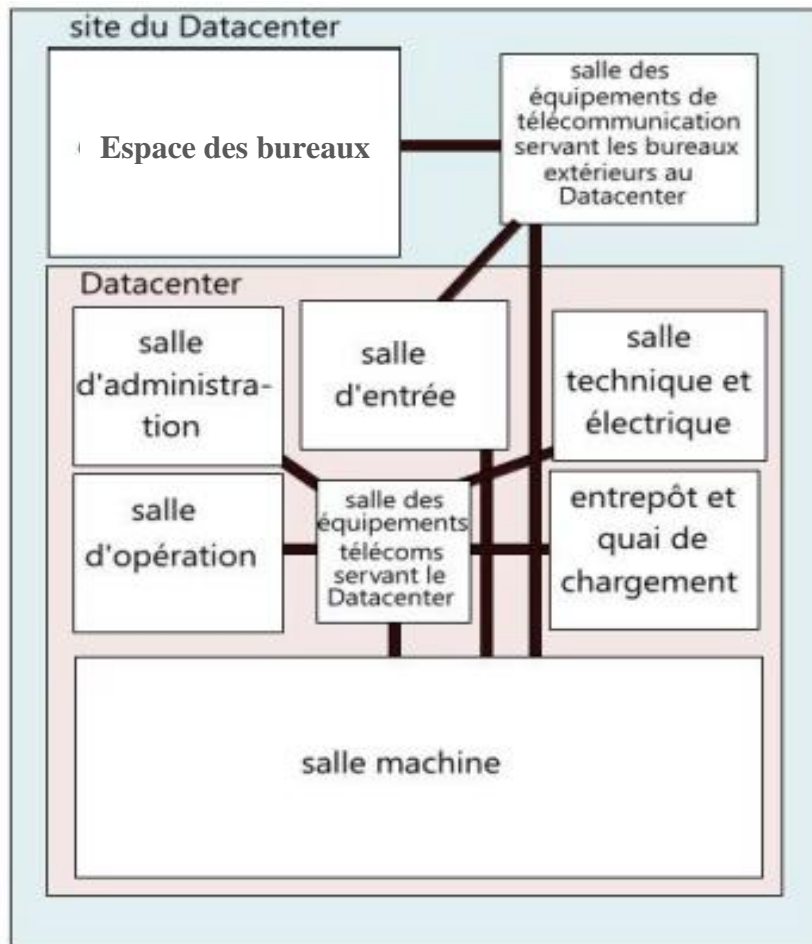 site du Datacenter
Espace des bureaux
salle des
équipements de
télécommunication
servant les bureaux
extérieurs au
Datacenter
Datacenter
salle
d'administra-
tion
salle
d'entrée
salle
technique et
électrique
salle
d'opération
salle des
équipements
télécoms
servant le
Datacenter
entrepôt et
quai de
chargement
salle machine